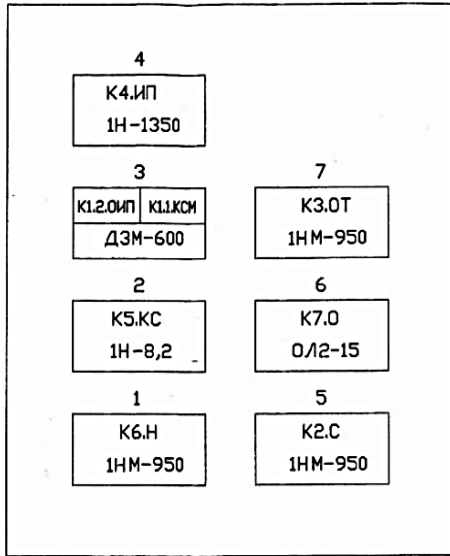 4
К4.ИП
1Н-1350
3
К1.2.ОИП К1.1.КСМ
ДЗМ-600
7
К3.ОТ
1НМ-950
2
К5.КС
1Н-8,2
6
К7.О
ОЛ2-15
1
К6.Н
1НМ-950
5
К2.С
1НМ-950